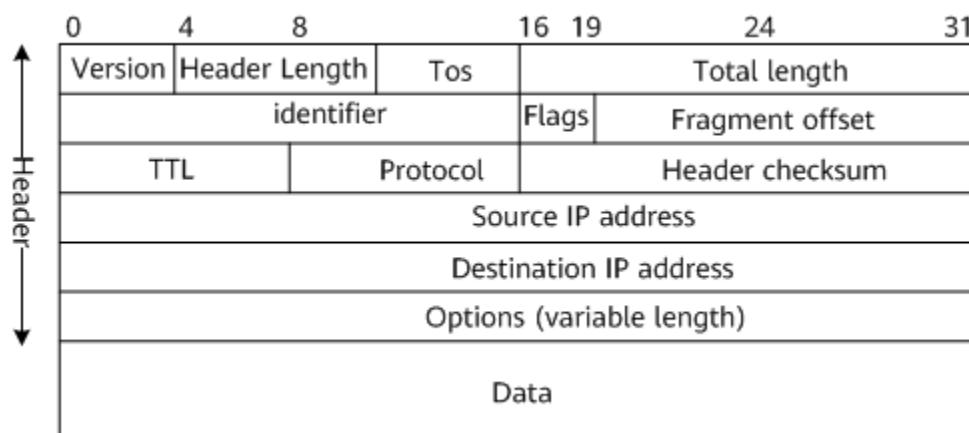 0 4 8 16 19 24 31
Version Header Length Tos Total length
identifier Flags Fragment offset
TTL Protocol Header checksum
Source IP address
Destination IP address
Options (variable length)
Data
Header